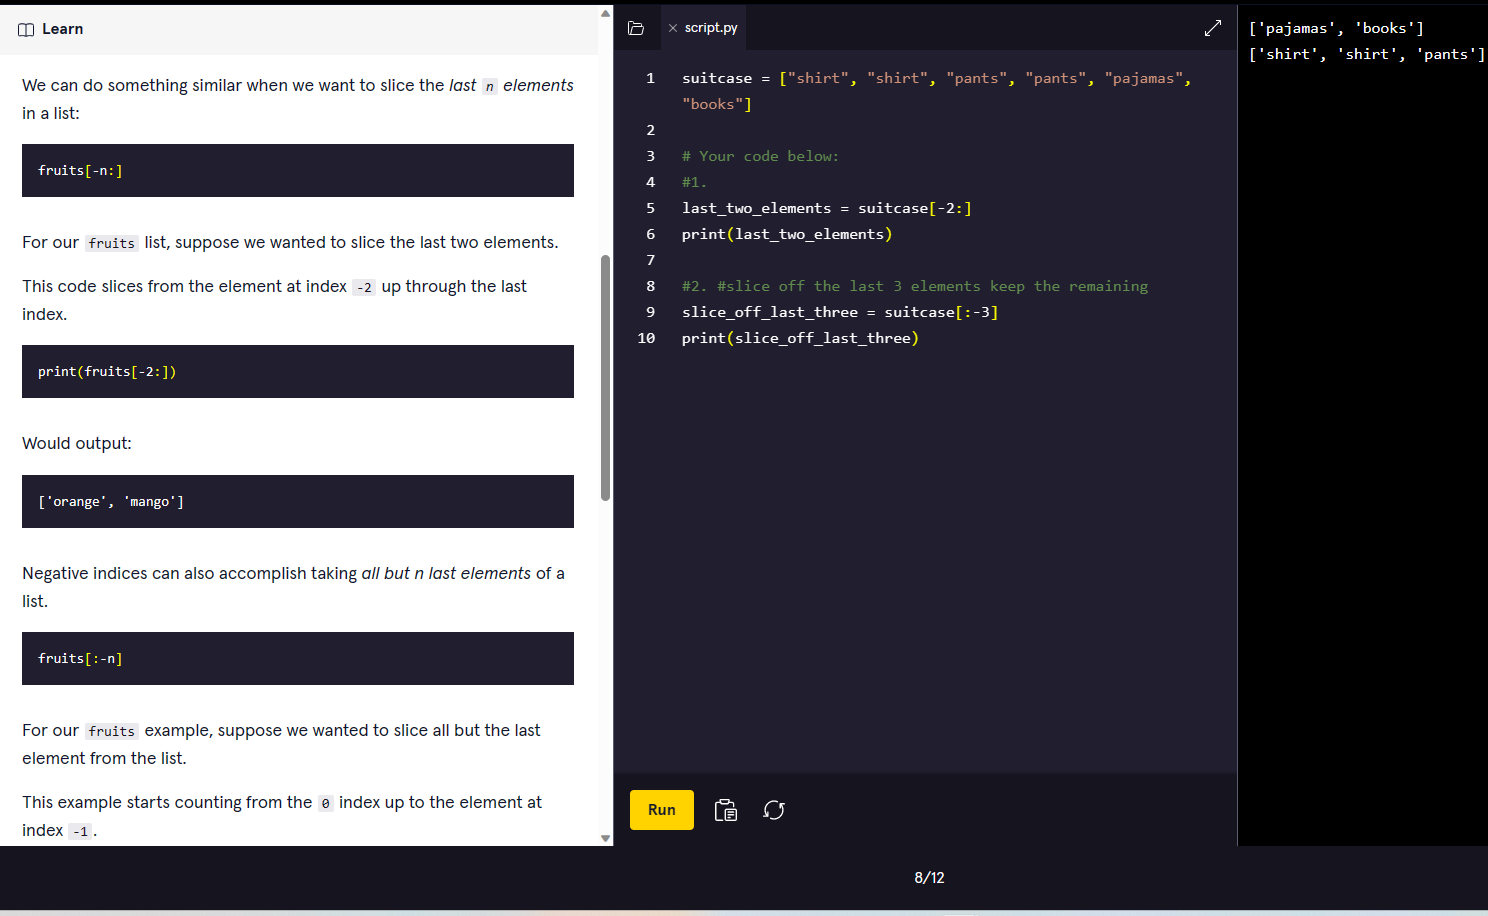 Learn
We can do something similar when we want to slice the last n elements
in a list:
fruits[-n:]
For our fruits list, suppose we wanted to slice the last two elements.
This code slices from the element at index -2 up through the last
index.
print(fruits[-2:])
Would output:
['orange', 'mango']
Negative indices can also accomplish taking all but n last elements of a
list.
fruits[:-n]
For our fruits example, suppose we wanted to slice all but the last
element from the list.
This example starts counting from the 0 index up to the element at
index -1.
script.py
1 suitcase = ["shirt", "shirt", "pants", "pants", "pajamas",
"books"]
2
3 # Your code below:
4 #1.
5 last_two_elements = suitcase[-2:]
6 print(last_two_elements)
7
8 #2. #slice off the last 3 elements keep the remaining
9 slice_off_last_three = suitcase[:-3]
10 print(slice_off_last_three)
Run
['pajamas', 'books']
['shirt', 'shirt', 'pants']
8/12